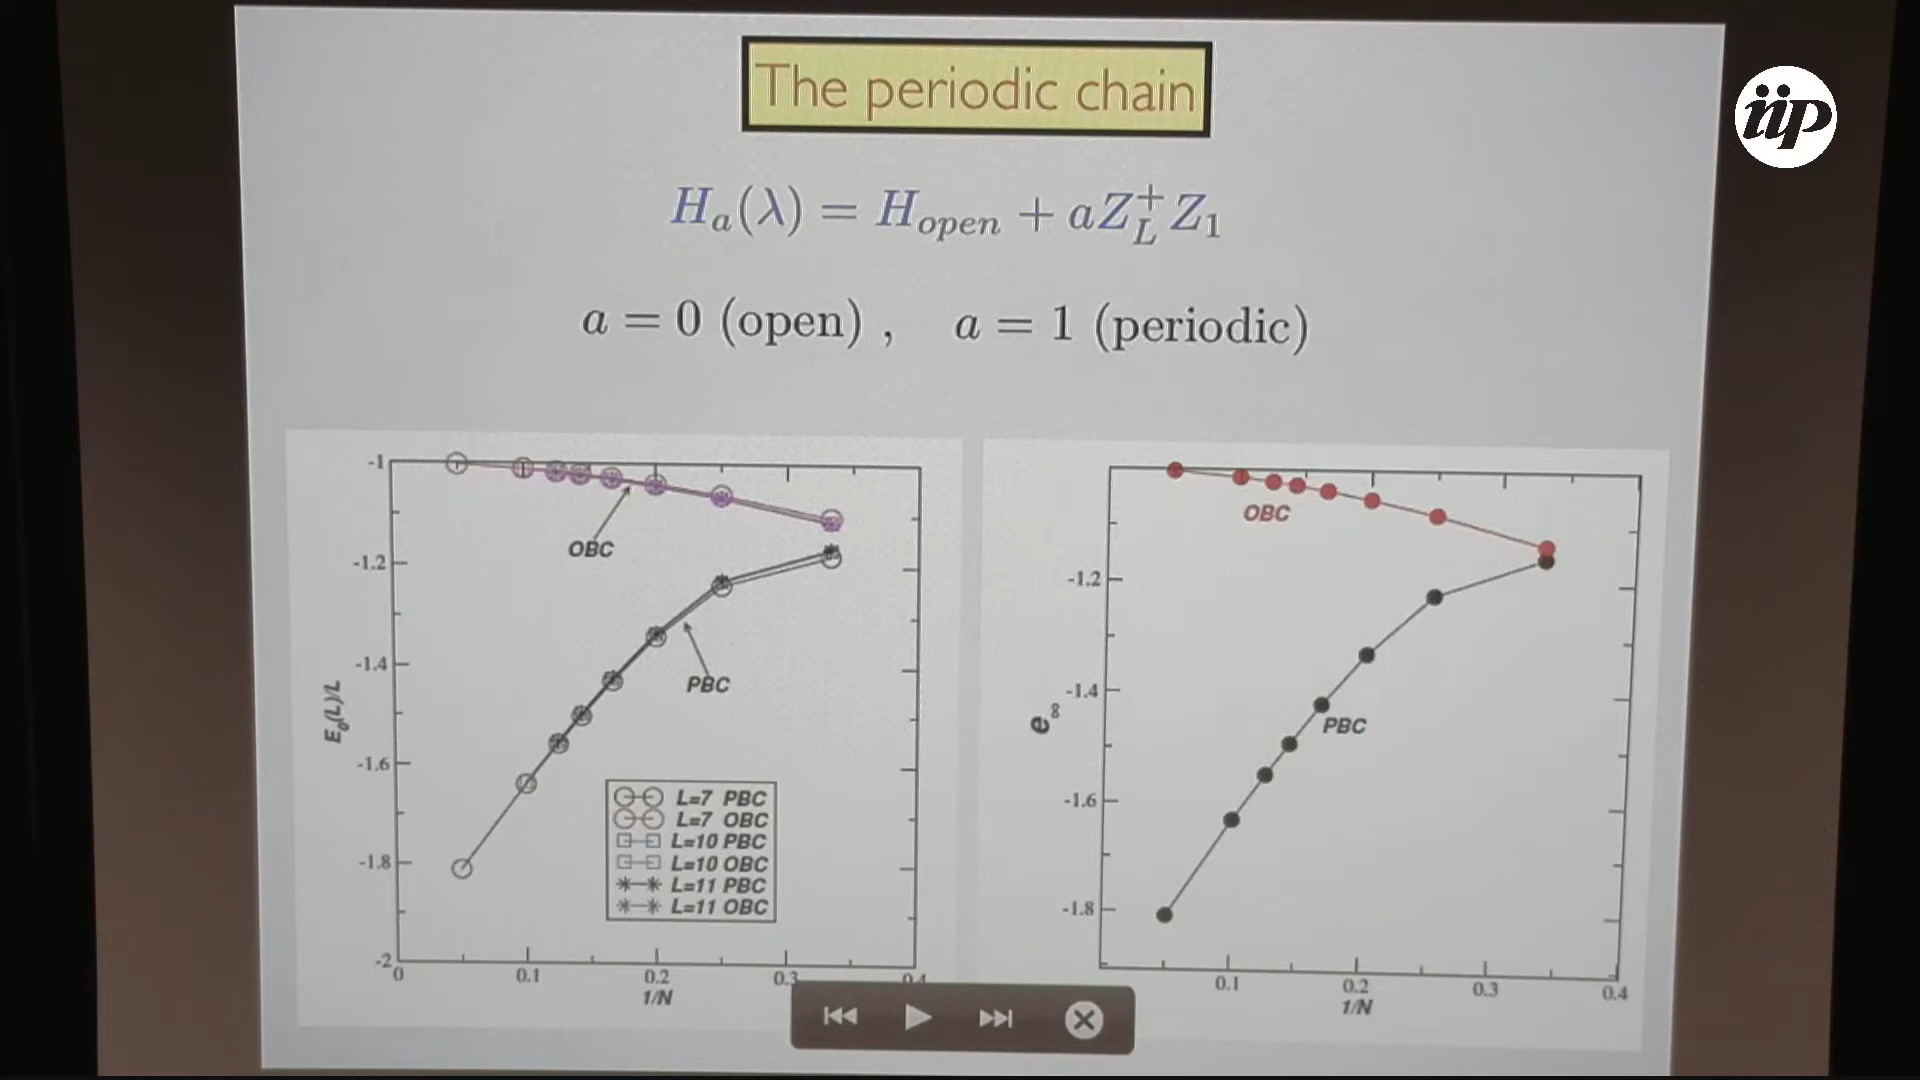 The periodic chain
iip
H_a(λ) = H_{open} + aZ_L^+ Z_1
a = 0 (open) ,    a = 1 (periodic)
-1
-1.2
-1.4
-1.6
-1.8
-2
E_0(L)/L
OBC
PBC
L=7 PBC
L=7 OBC
L=10 PBC
L=10 OBC
L=11 PBC
L=11 OBC
0 0.1 0.2 0.3 0.4
1/N
-1.2
-1.4
-1.6
-1.8
e_∞
OBC
PBC
0.1 0.2 0.3 0.4
1/N